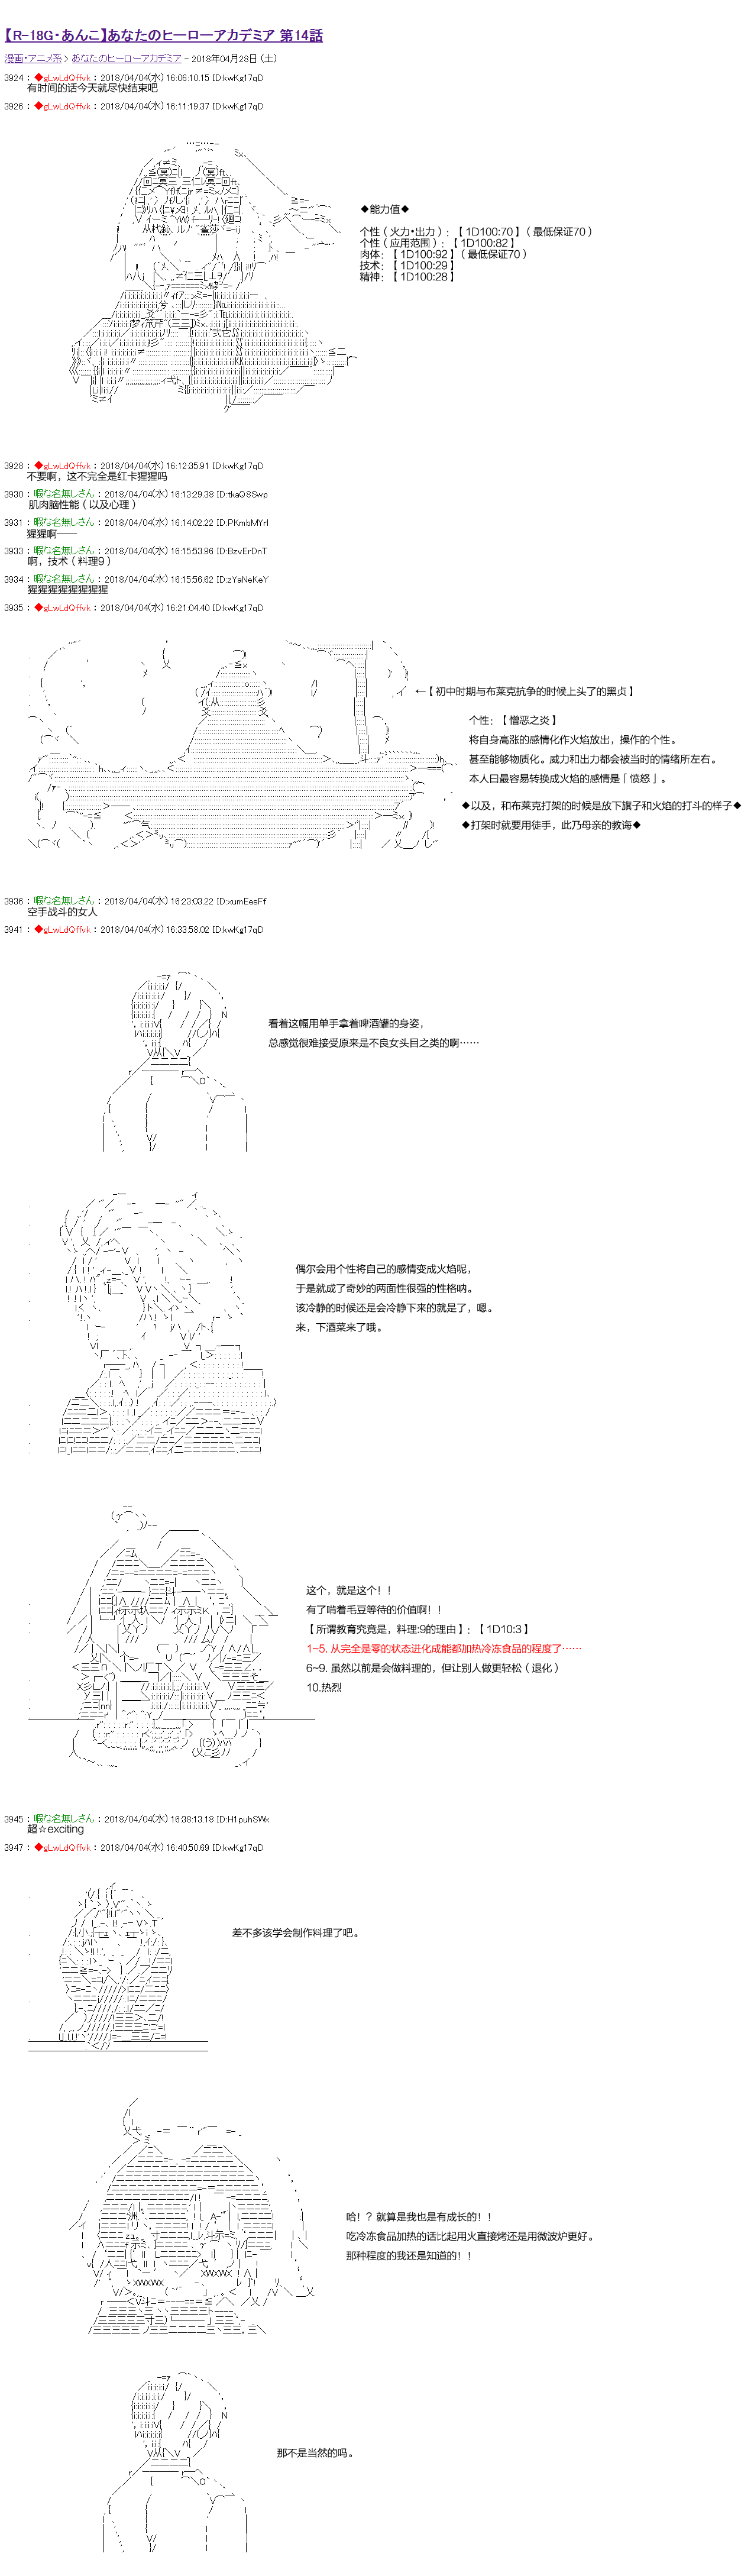 【R-18G・あんこ】あなたのヒーローアカデミア 第14話
漫画・アニメ系 > あなたのヒーローアカデミア - 2018年04月28日 (土)
3924 : ◆gLwLdQffvk : 2018/04/04(水) 16:06:10.15 ID:kwKg17qD
有时间的话今天就尽快结束吧
3926 : ◆gLwLdQffvk : 2018/04/04(水) 16:11:19.37 ID:kwKg17qD
◆能力值◆
个性（火力・出力）:【1D100:70】（最低保证70）
个性（应用范围）:【1D100:82】
肉体:【1D100:92】（最低保证70）
技术:【1D100:29】
精神:【1D100:28】
3928 : ◆gLwLdQffvk : 2018/04/04(水) 16:12:35.91 ID:kwKg17qD
不要啊，这不完全是红卡猩猩吗
3930 : 暇な名無しさん : 2018/04/04(水) 16:13:29.38 ID:tkaQ8Swp
肌肉脑性能（以及心理）
3931 : 暇な名無しさん : 2018/04/04(水) 16:14:02.22 ID:PKmbMYrI
猩猩啊——
3933 : 暇な名無しさん : 2018/04/04(水) 16:15:53.96 ID:BzvErDnT
啊，技术（料理9）
3934 : 暇な名無しさん : 2018/04/04(水) 16:15:56.62 ID:zYaNeKeY
猩猩猩猩猩猩猩猩
3935 : ◆gLwLdQffvk : 2018/04/04(水) 16:21:04.40 ID:kwKg17qD
←【初中时期与布莱克抗争的时候上头了的黑贞】
个性：【憎恶之炎】
将自身高涨的感情化作火焰放出，操作的个性。
甚至能够物质化。威力和出力都会被当时的情绪所左右。
本人曰最容易转换成火焰的感情是「愤怒」。
◆以及，和布莱克打架的时候是放下旗子和火焰的打斗的样子◆
◆打架时就要用徒手，此乃母亲的教诲◆
3936 : 暇な名無しさん : 2018/04/04(水) 16:23:03.22 ID:xumEesFf
空手战斗的女人
3941 : ◆gLwLdQffvk : 2018/04/04(水) 16:33:58.02 ID:kwKg17qD
看着这幅用单手拿着啤酒罐的身姿，
总感觉很难接受原来是不良女头目之类的啊……
偶尔会用个性将自己的感情变成火焰呢，
于是就成了奇妙的两面性很强的性格呐。
该冷静的时候还是会冷静下来的就是了，嗯。
来，下酒菜来了哦。
这个，就是这个！！
有了啃着毛豆等待的价值啊！！
【所谓教育究竟是，料理:9的理由】:【1D10:3】
1~5. 从完全是零的状态进化成能都加热冷冻食品的程度了……
6~9. 虽然以前是会做料理的，但让别人做更轻松（退化）
10.热烈
3945 : 暇な名無しさん : 2018/04/04(水) 16:38:13.18 ID:H1puhSWx
超☆exciting
3947 : ◆gLwLdQffvk : 2018/04/04(水) 16:40:50.69 ID:kwKg17qD
差不多该学会制作料理了吧。
哈！？就算是我也是有成长的！！
吃冷冻食品加热的话比起用火直接烤还是用微波炉更好。
那种程度的我还是知道的！！
那不是当然的吗。